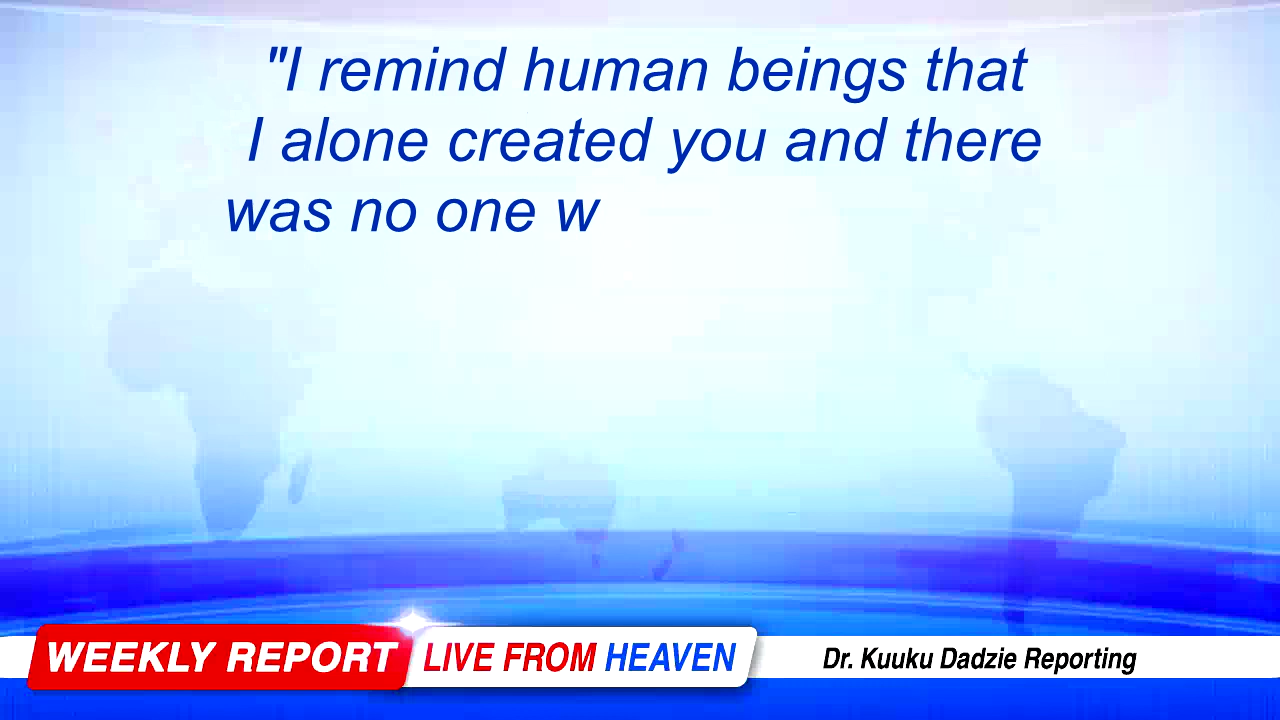 "I remind human beings that
I alone created you and there
was no one w
WEEKLY REPORT LIVE FROM HEAVEN Dr. Kuuku Dadzie Reporting